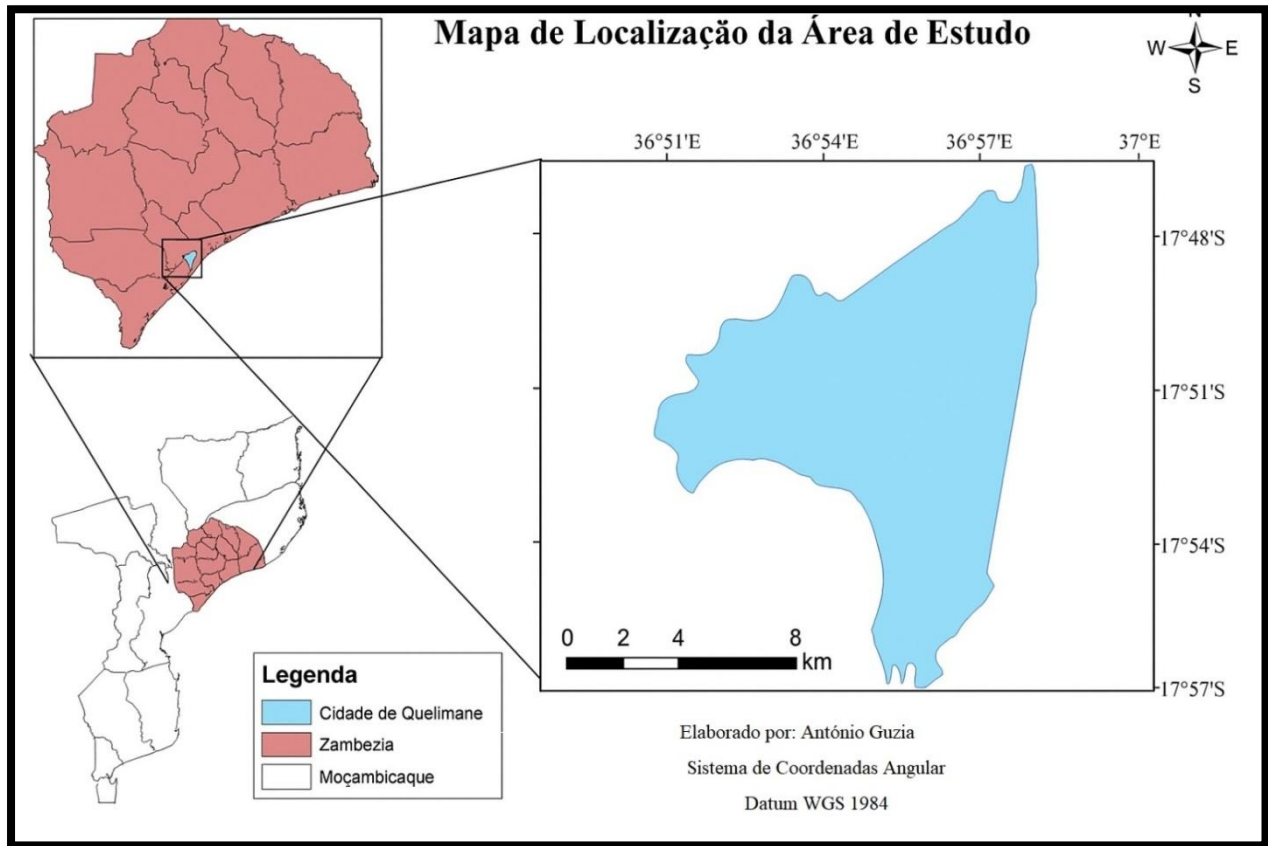 Mapa de Localização da Área de Estudo
N
W E
S
36°51'E 36°54'E 36°57'E 37°E
17°48'S
17°51'S
17°54'S
17°57'S
0 2 4 8
km
Legenda
Cidade de Quelimane
Zambezia
Moçambicaque
Elaborado por: António Guzia
Sistema de Coordenadas Angular
Datum WGS 1984